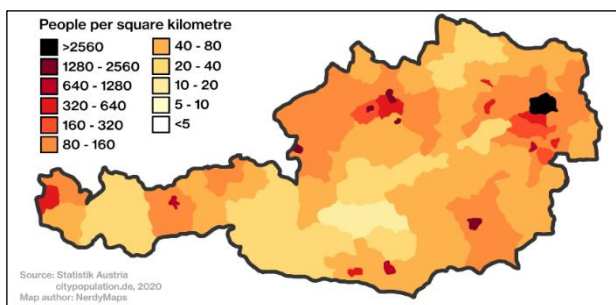 People per square kilometre
>2560
1280 - 2560
640 - 1280
320 - 640
160 - 320
80 - 160
40 - 80
20 - 40
10 - 20
5 - 10
<5
Source: Statistik Austria
citypopulation.de, 2020
Map author: NerdyMaps